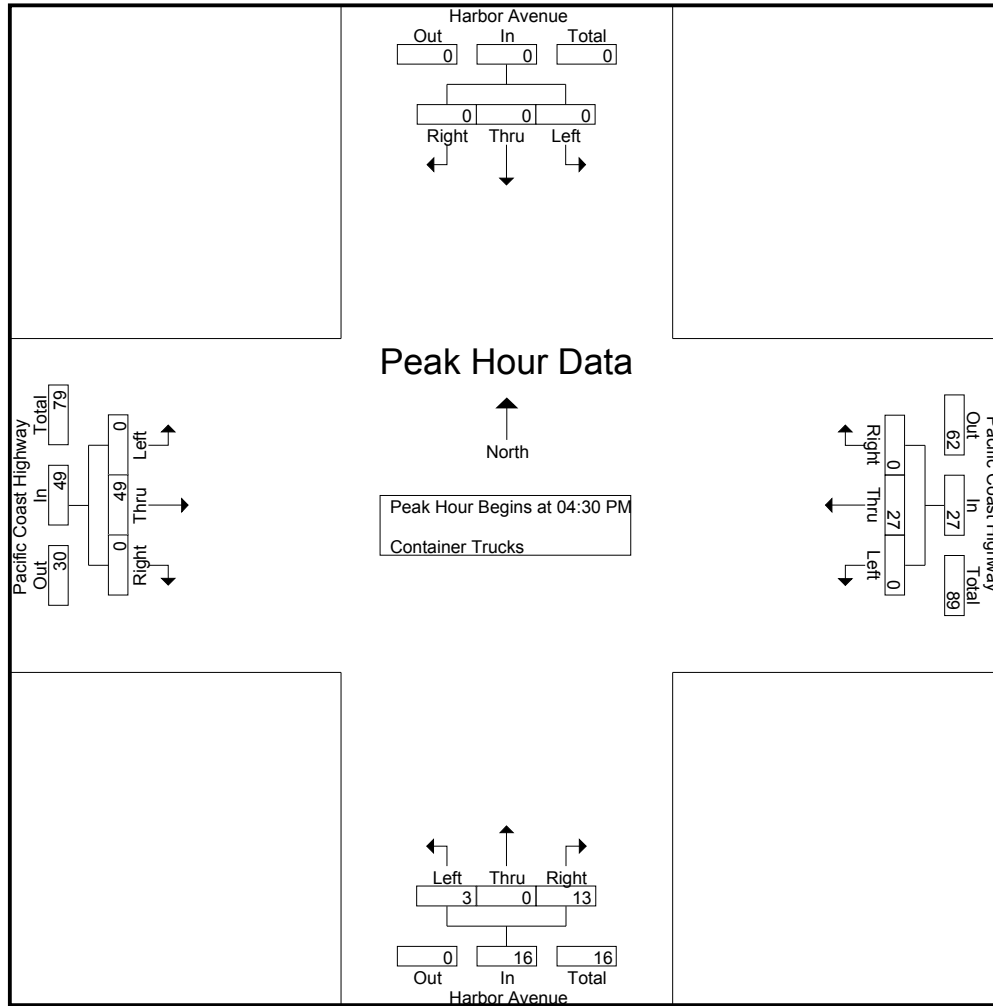 Harbor Avenue
Out In Total
0 0 0
0 0 0
Right Thru Left
Peak Hour Data
North
Peak Hour Begins at 04:30 PM
Container Trucks
Pacific Coast Highway
Total In Out
79 49 30
0 49 0
Left Thru Right
Right Thru Left
0 27 0
Out In Total
62 27 89
Pacific Coast Highway
Left Thru Right
3 0 13
0 16 16
Out In Total
Harbor Avenue